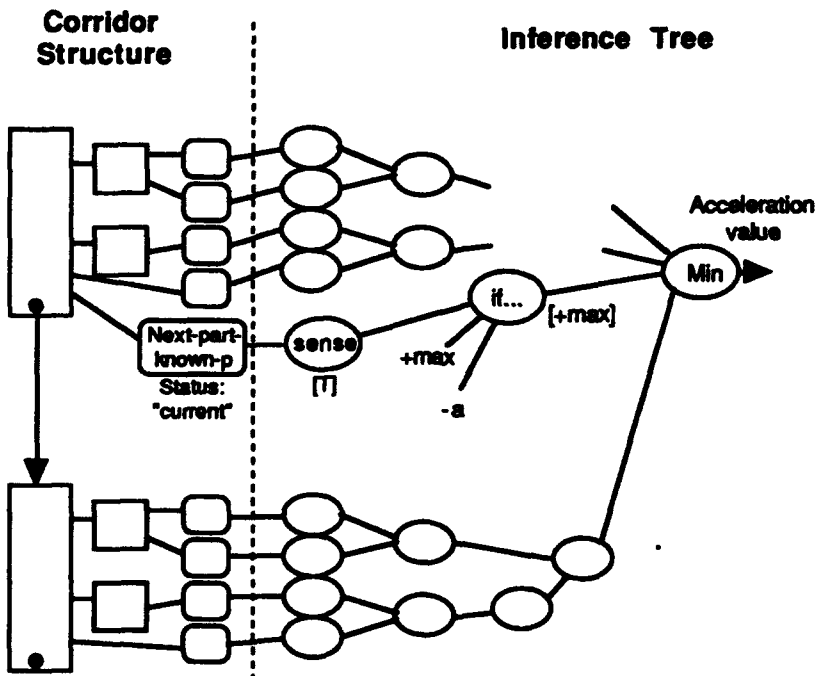 Corridor
Structure
Inference Tree
Acceleration
value
Min
if...
[+max]
Next-part-
known-p
sense
+max
[T]
Status:
"current"
-a